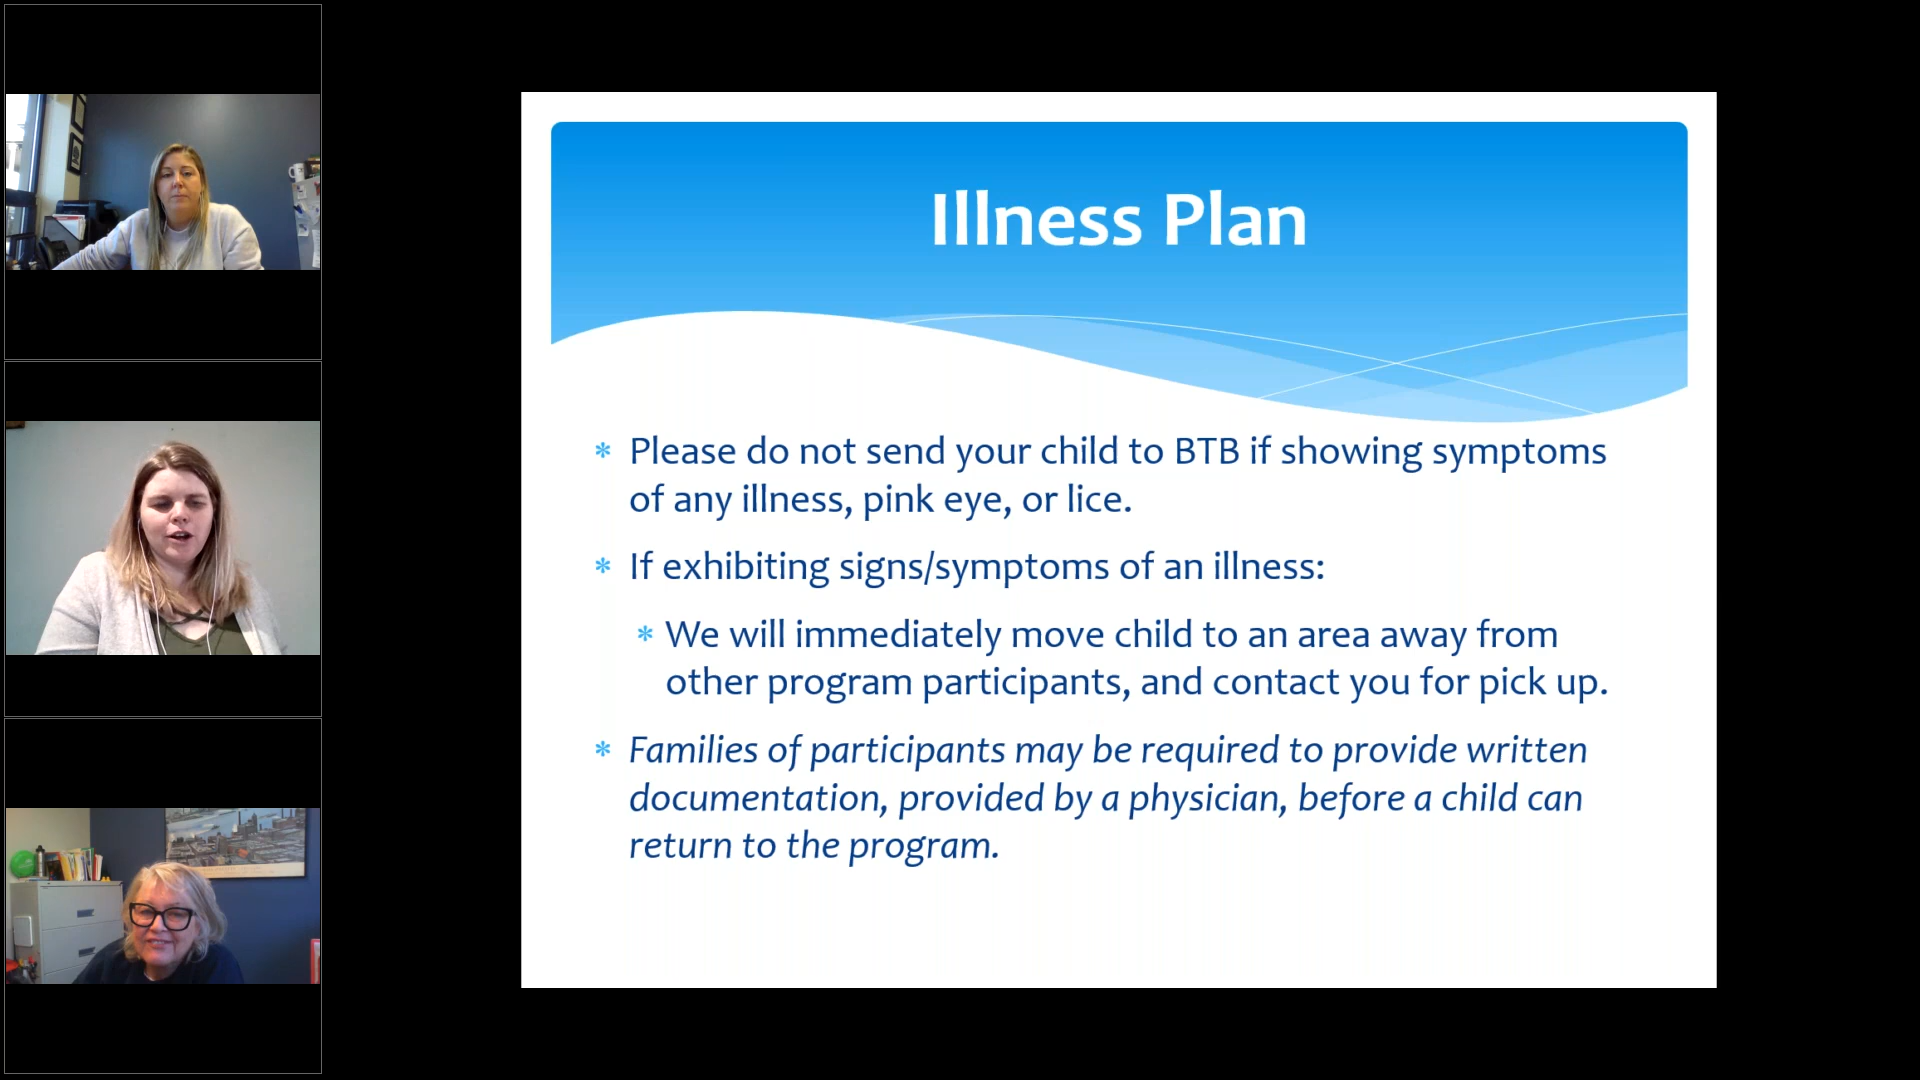 Illness Plan
* Please do not send your child to BTB if showing symptoms
of any illness, pink eye, or lice.
* If exhibiting signs/symptoms of an illness:
* We will immediately move child to an area away from
other program participants, and contact you for pick up.
* Families of participants may be required to provide written
documentation, provided by a physician, before a child can
return to the program.